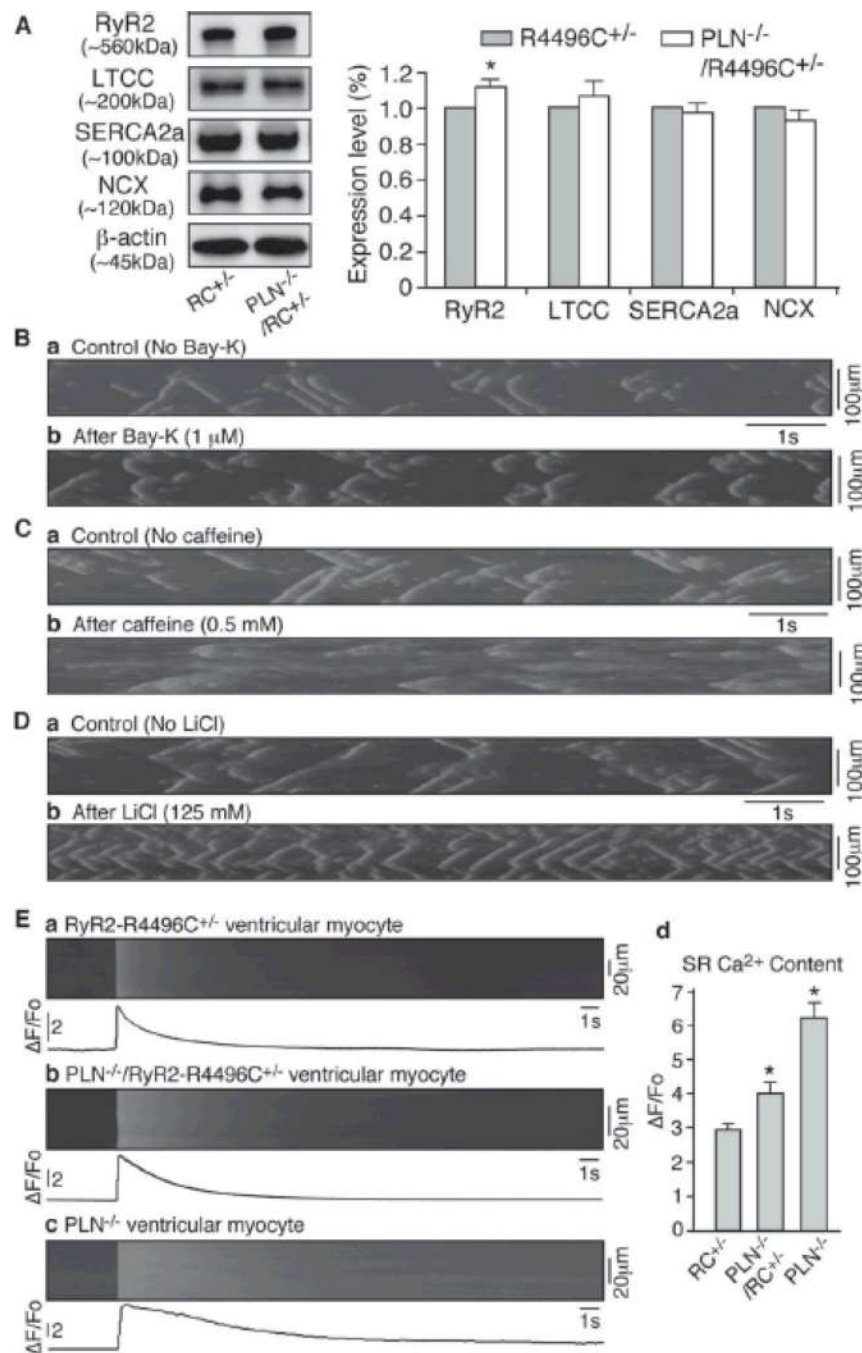 A
RyR2
(~560kDa)
LTCC
(~200kDa)
SERCA2a
(~100kDa)
NCX
(~120kDa)
β-actin
(~45kDa)
RC+/-
PLN-/-
/RC+/-
R4496C+/-
PLN-/-
/R4496C+/-
Expression level (%)
1.2
1.0
0.8
0.6
0.4
0.2
0
*
RyR2 LTCC SERCA2a NCX
B
a Control (No Bay-K)
100μm
b After Bay-K (1 μM)
1s
100μm
C
a Control (No caffeine)
100μm
b After caffeine (0.5 mM)
1s
100μm
D
a Control (No LiCl)
100μm
b After LiCl (125 mM)
1s
100μm
E
a RyR2-R4496C+/- ventricular myocyte
20μm
ΔF/Fo
2
1s
b PLN-/-/RyR2-R4496C+/- ventricular myocyte
20μm
ΔF/Fo
2
1s
c PLN-/- ventricular myocyte
20μm
ΔF/Fo
2
1s
d
SR Ca2+ Content
ΔF/Fo
7
6
5
4
3
2
1
0
*
*
RC+/-
PLN-/-
/RC+/-
PLN-/-